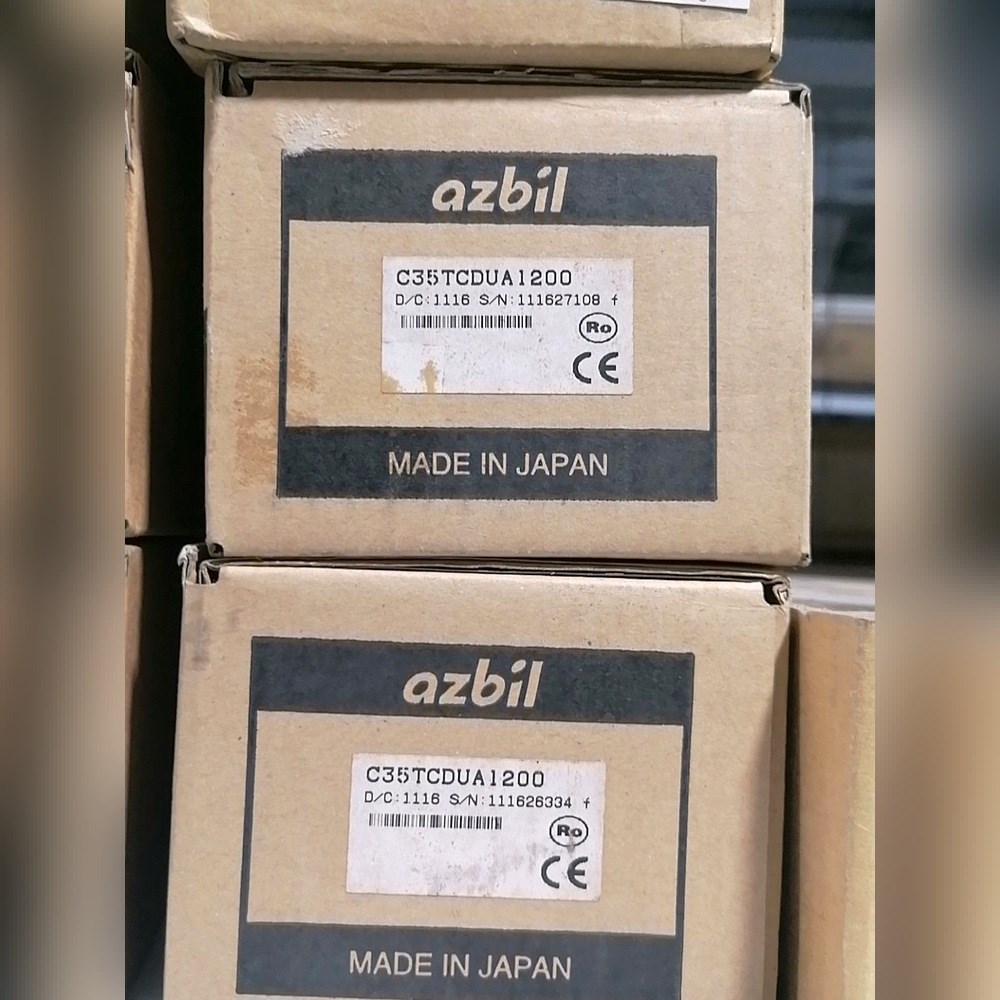 azbil
C35TCDUA1200
D/C:1116 S/N:111627108 f
Ro
CE
MADE IN JAPAN
azbil
C35TCDUA1200
D/C:1116 S/N:111626334 f
Ro
CE
MADE IN JAPAN